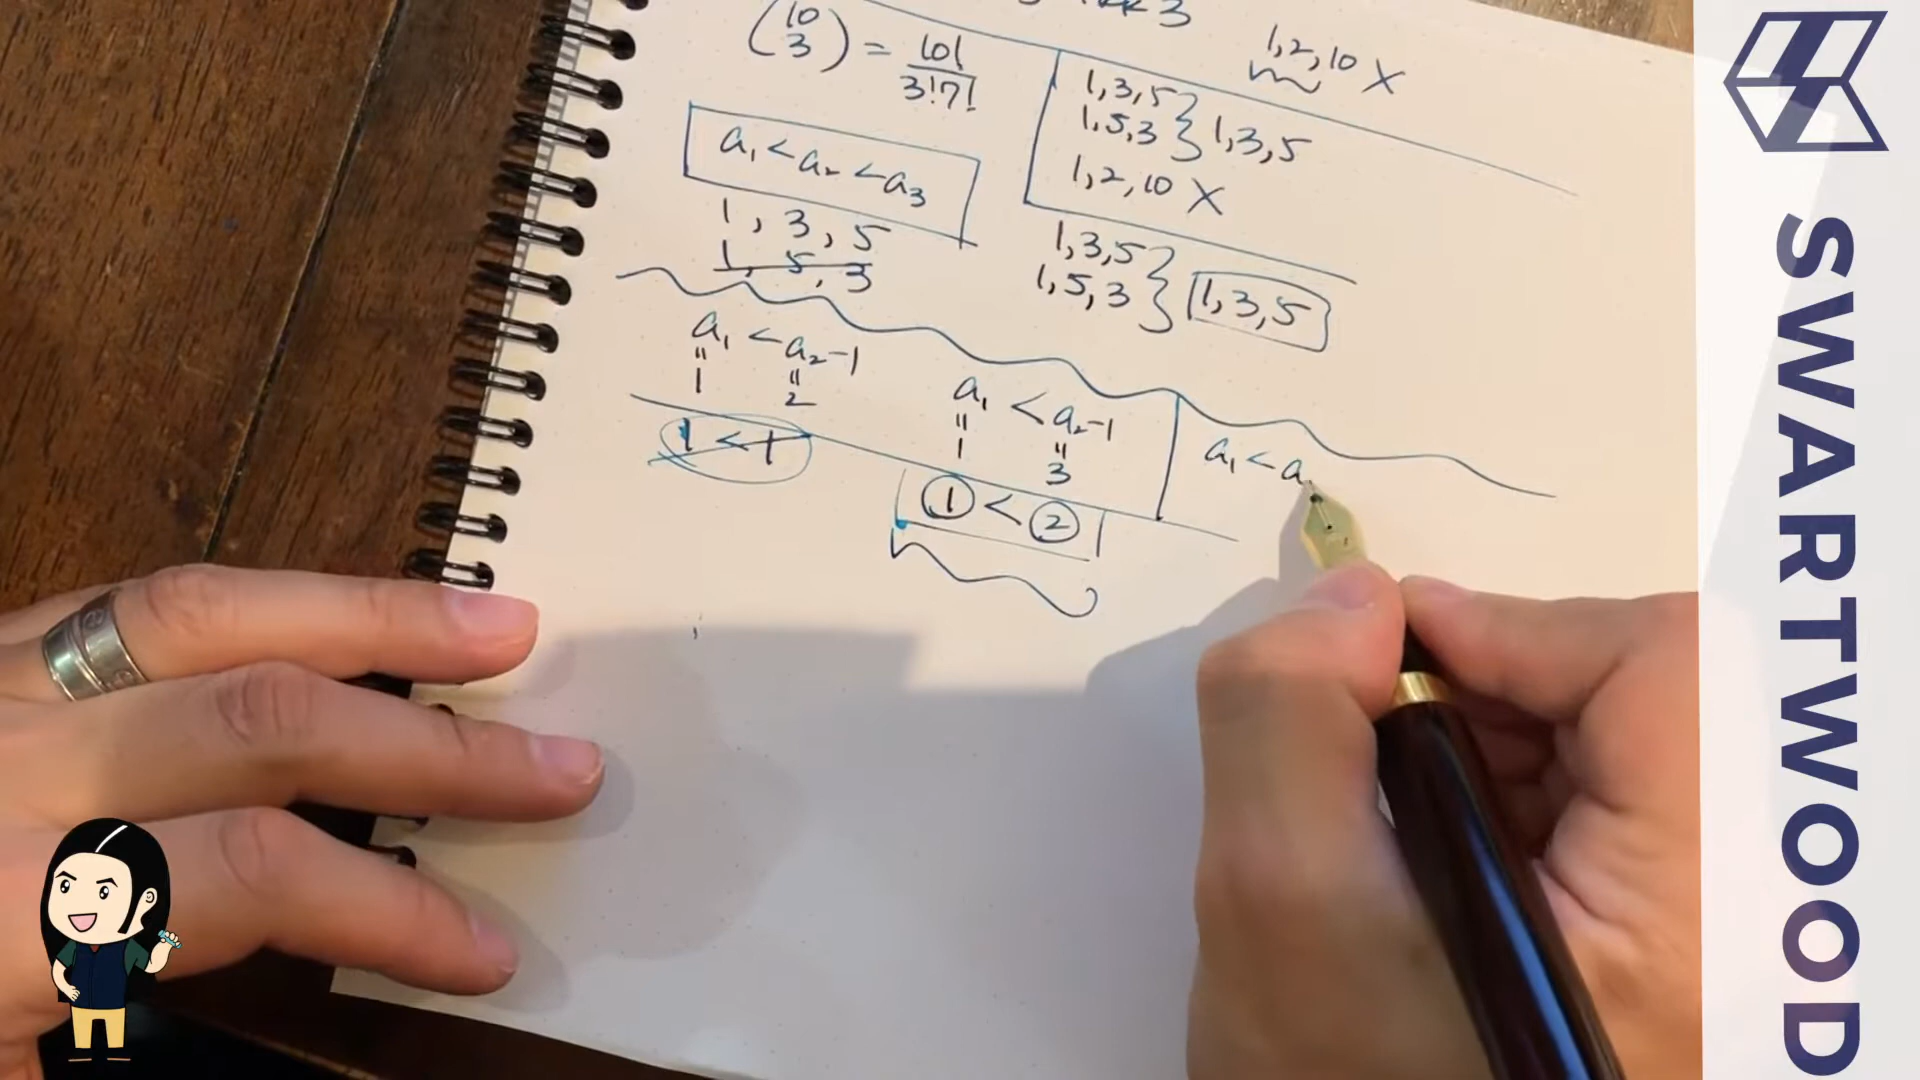 3
(10
3) = 10!
3!7!
1,2,10 X
a₁ < a₂ < a₃
1, 3, 5
1, 5, 3
1,3,5 }
1,5,3 } 1,3,5
1,2,10 X
1,3,5 }
1,5,3 } 1,3,5
a₁ < a₂-1
" "
1 2
1 < 1
a₁ < a₂-1
" "
1 3
1 < 2
a₁ < a
SWARTWOOD